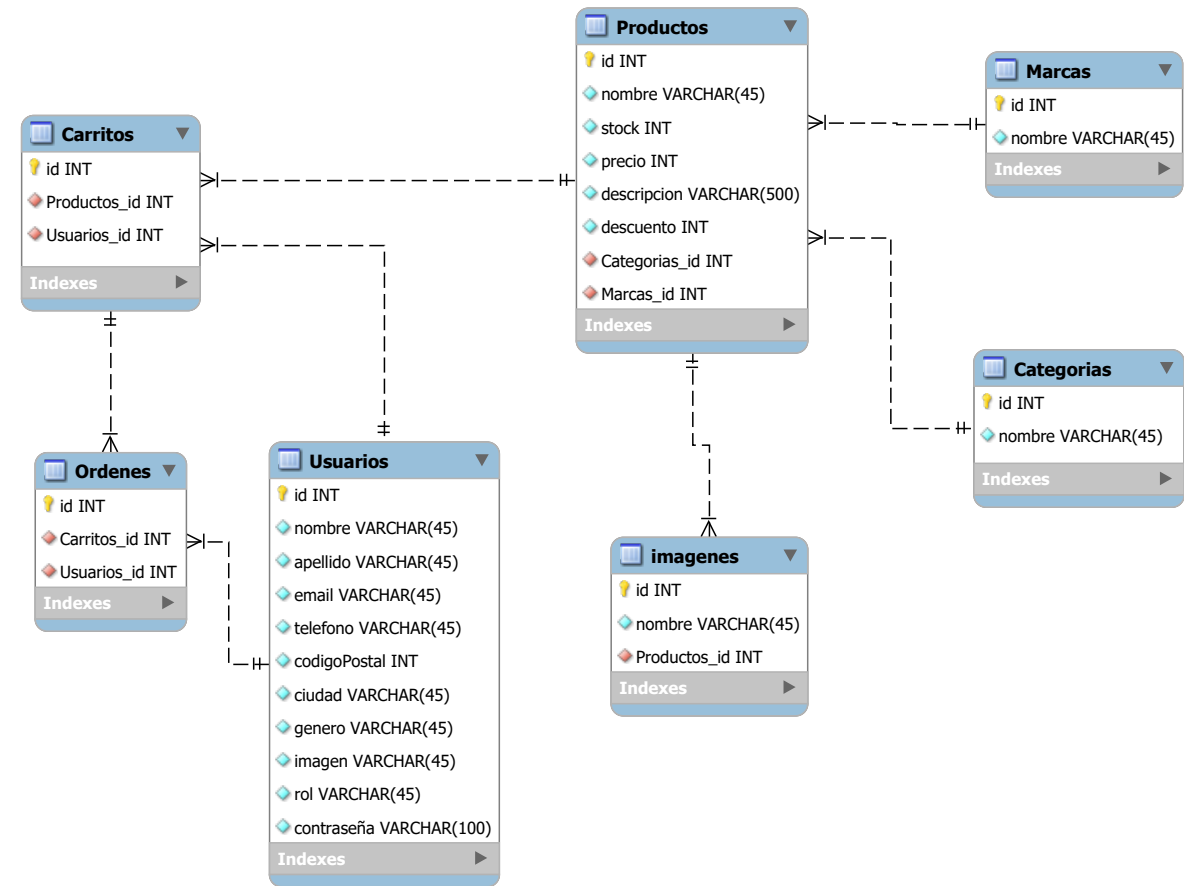 Productos
id INT
nombre VARCHAR(45)
stock INT
precio INT
descripcion VARCHAR(500)
descuento INT
Categorias_id INT
Marcas_id INT
Indexes
Marcas
id INT
nombre VARCHAR(45)
Indexes
Carritos
id INT
Productos_id INT
Usuarios_id INT
Indexes
Categorias
id INT
nombre VARCHAR(45)
Indexes
Ordenes
id INT
Carritos_id INT
Usuarios_id INT
Indexes
Usuarios
id INT
nombre VARCHAR(45)
apellido VARCHAR(45)
email VARCHAR(45)
telefono VARCHAR(45)
codigoPostal INT
ciudad VARCHAR(45)
genero VARCHAR(45)
imagen VARCHAR(45)
rol VARCHAR(45)
contraseña VARCHAR(100)
Indexes
imagenes
id INT
nombre VARCHAR(45)
Productos_id INT
Indexes